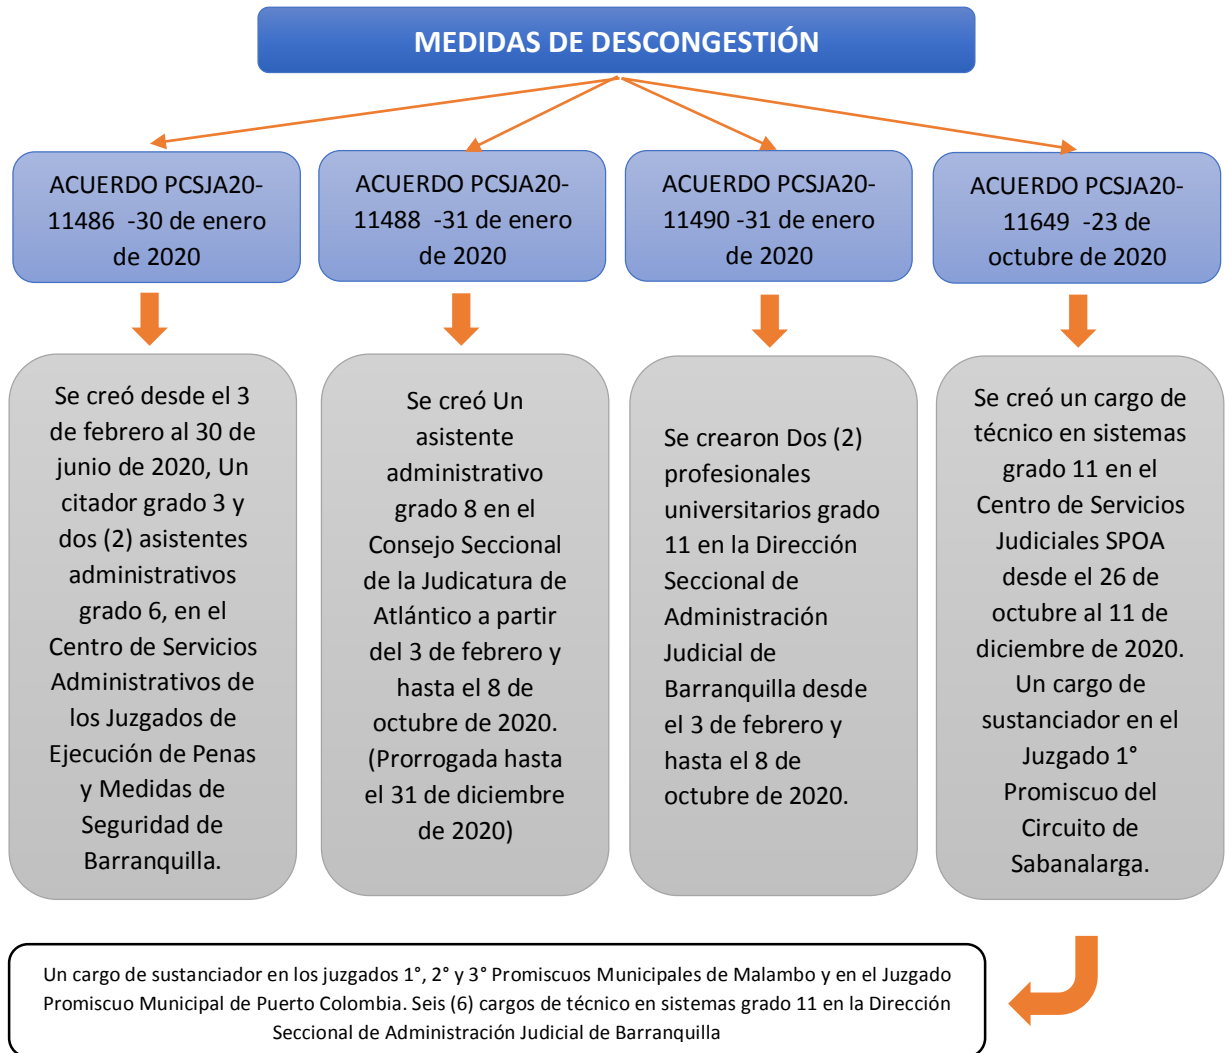 MEDIDAS DE DESCONGESTIÓN
ACUERDO PCSJA20-
11486 -30 de enero
de 2020
ACUERDO PCSJA20-
11488 -31 de enero
de 2020
ACUERDO PCSJA20-
11490 -31 de enero
de 2020
ACUERDO PCSJA20-
11649 -23 de
octubre de 2020
Se creó desde el 3
de febrero al 30 de
junio de 2020, Un
citador grado 3 y
dos (2) asistentes
administrativos
grado 6, en el
Centro de Servicios
Administrativos de
los Juzgados de
Ejecución de Penas
y Medidas de
Seguridad de
Barranquilla.
Se creó Un
asistente
administrativo
grado 8 en el
Consejo Seccional
de la Judicatura de
Atlántico a partir
del 3 de febrero y
hasta el 8 de
octubre de 2020.
(Prorrogada hasta
el 31 de diciembre
de 2020)
Se crearon Dos (2)
profesionales
universitarios grado
11 en la Dirección
Seccional de
Administración
Judicial de
Barranquilla desde
el 3 de febrero y
hasta el 8 de
octubre de 2020.
Se creó un cargo de
técnico en sistemas
grado 11 en el
Centro de Servicios
Judiciales SPOA
desde el 26 de
octubre al 11 de
diciembre de 2020.
Un cargo de
sustanciador en el
Juzgado 1°
Promiscuo del
Circuito de
Sabanalarga.
Un cargo de sustanciador en los juzgados 1°, 2° y 3° Promiscuos Municipales de Malambo y en el Juzgado
Promiscuo Municipal de Puerto Colombia. Seis (6) cargos de técnico en sistemas grado 11 en la Dirección
Seccional de Administración Judicial de Barranquilla